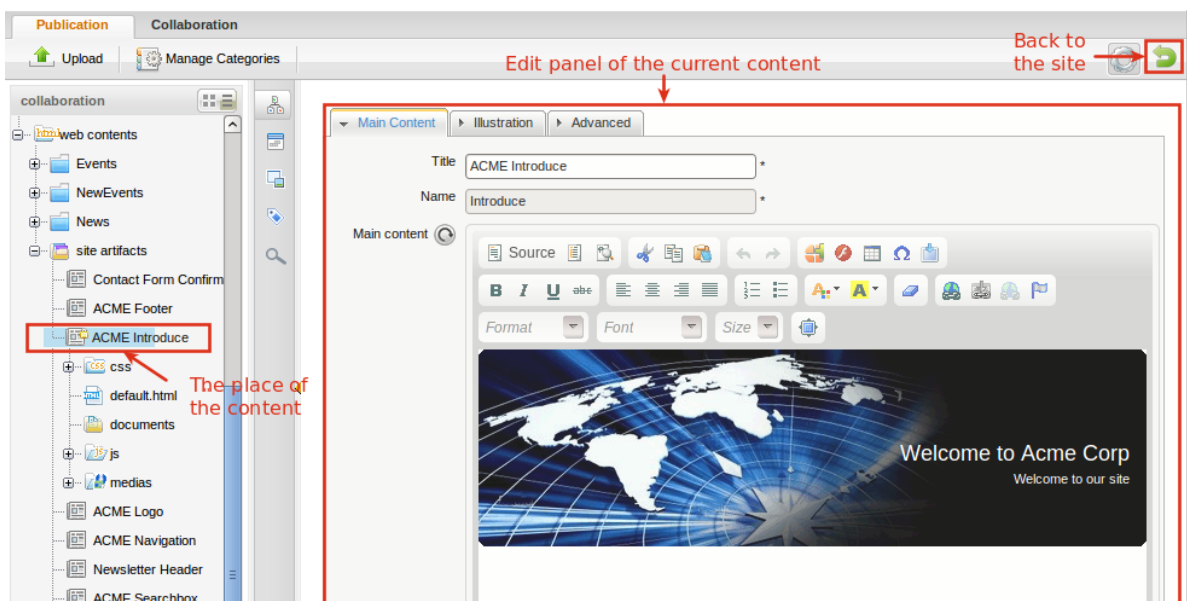 Publication Collaboration
Upload Manage Categories
Back to
the site
Edit panel of the current content
collaboration
web contents
Events
NewEvents
News
site artifacts
Contact Form Confirm
ACME Footer
ACME Introduce
css
The place of
the content
default.html
documents
js
medias
ACME Logo
ACME Navigation
Newsletter Header
ACME Searchbox
Main Content Illustration Advanced
Title ACME Introduce *
Name Introduce *
Main content
Source
B I U abc
Format Font Size
Welcome to Acme Corp
Welcome to our site